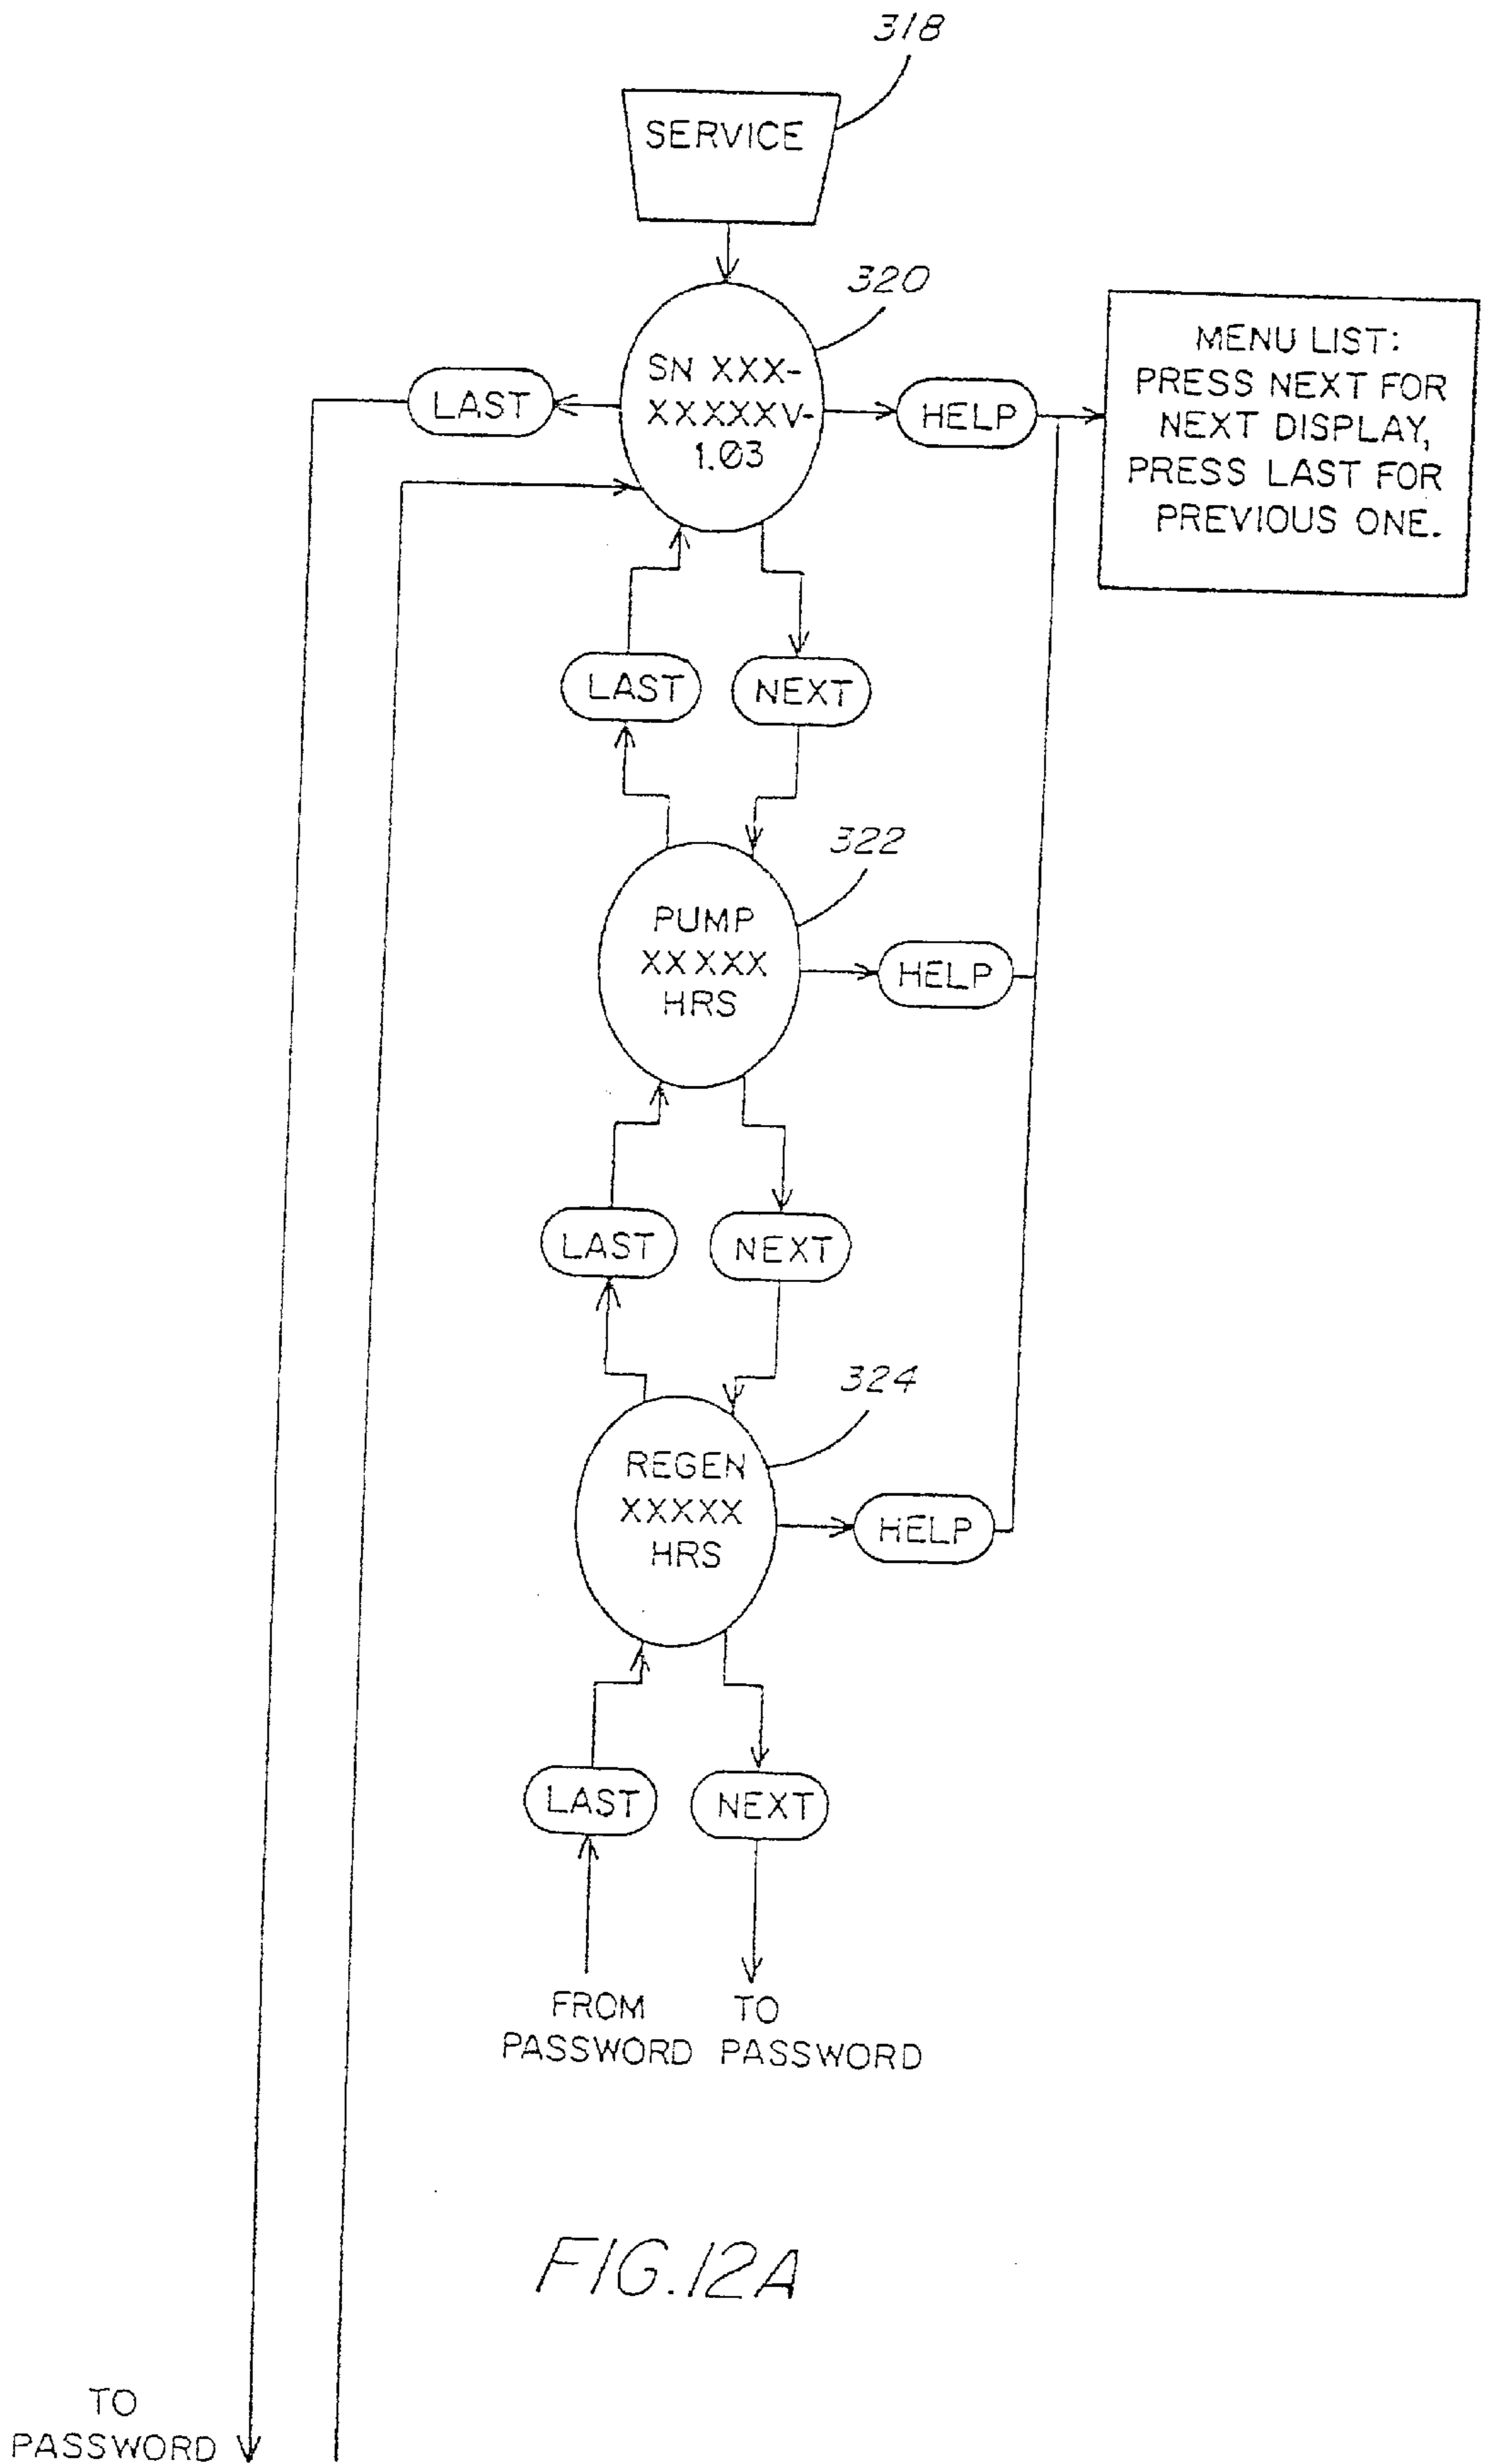 318
SERVICE
320
SN XXX-
XXXXXV-
1.03
LAST
HELP
MENU LIST:
PRESS NEXT FOR
NEXT DISPLAY,
PRESS LAST FOR
PREVIOUS ONE.
LAST
NEXT
322
PUMP
XXXXX
HRS
HELP
LAST
NEXT
324
REGEN
XXXXX
HRS
HELP
LAST
NEXT
FROM
PASSWORD
TO
PASSWORD
FIG.12A
TO
PASSWORD